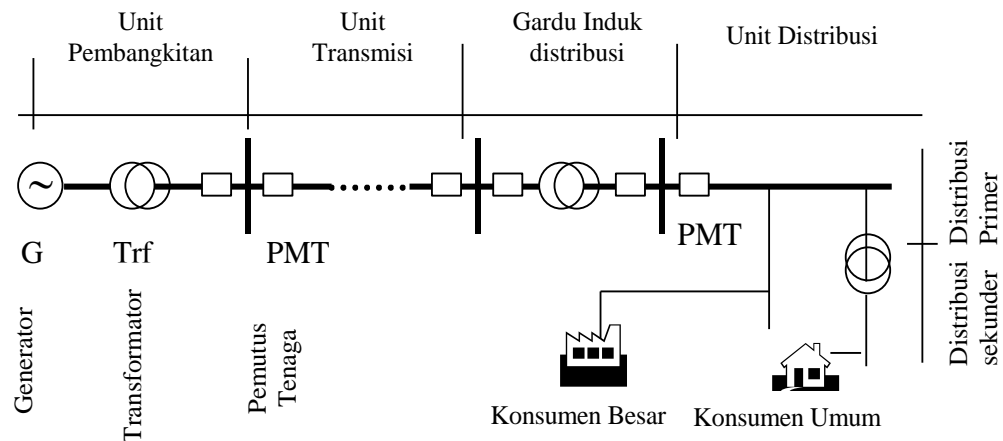 Unit
Pembangkitan
Unit
Transmisi
Gardu Induk
distribusi
Unit Distribusi
~
G
Trf
PMT
PMT
Generator
Transformator
Pemutus
Tenaga
Distribusi
Primer
Distribusi
sekunder
Konsumen Besar
Konsumen Umum